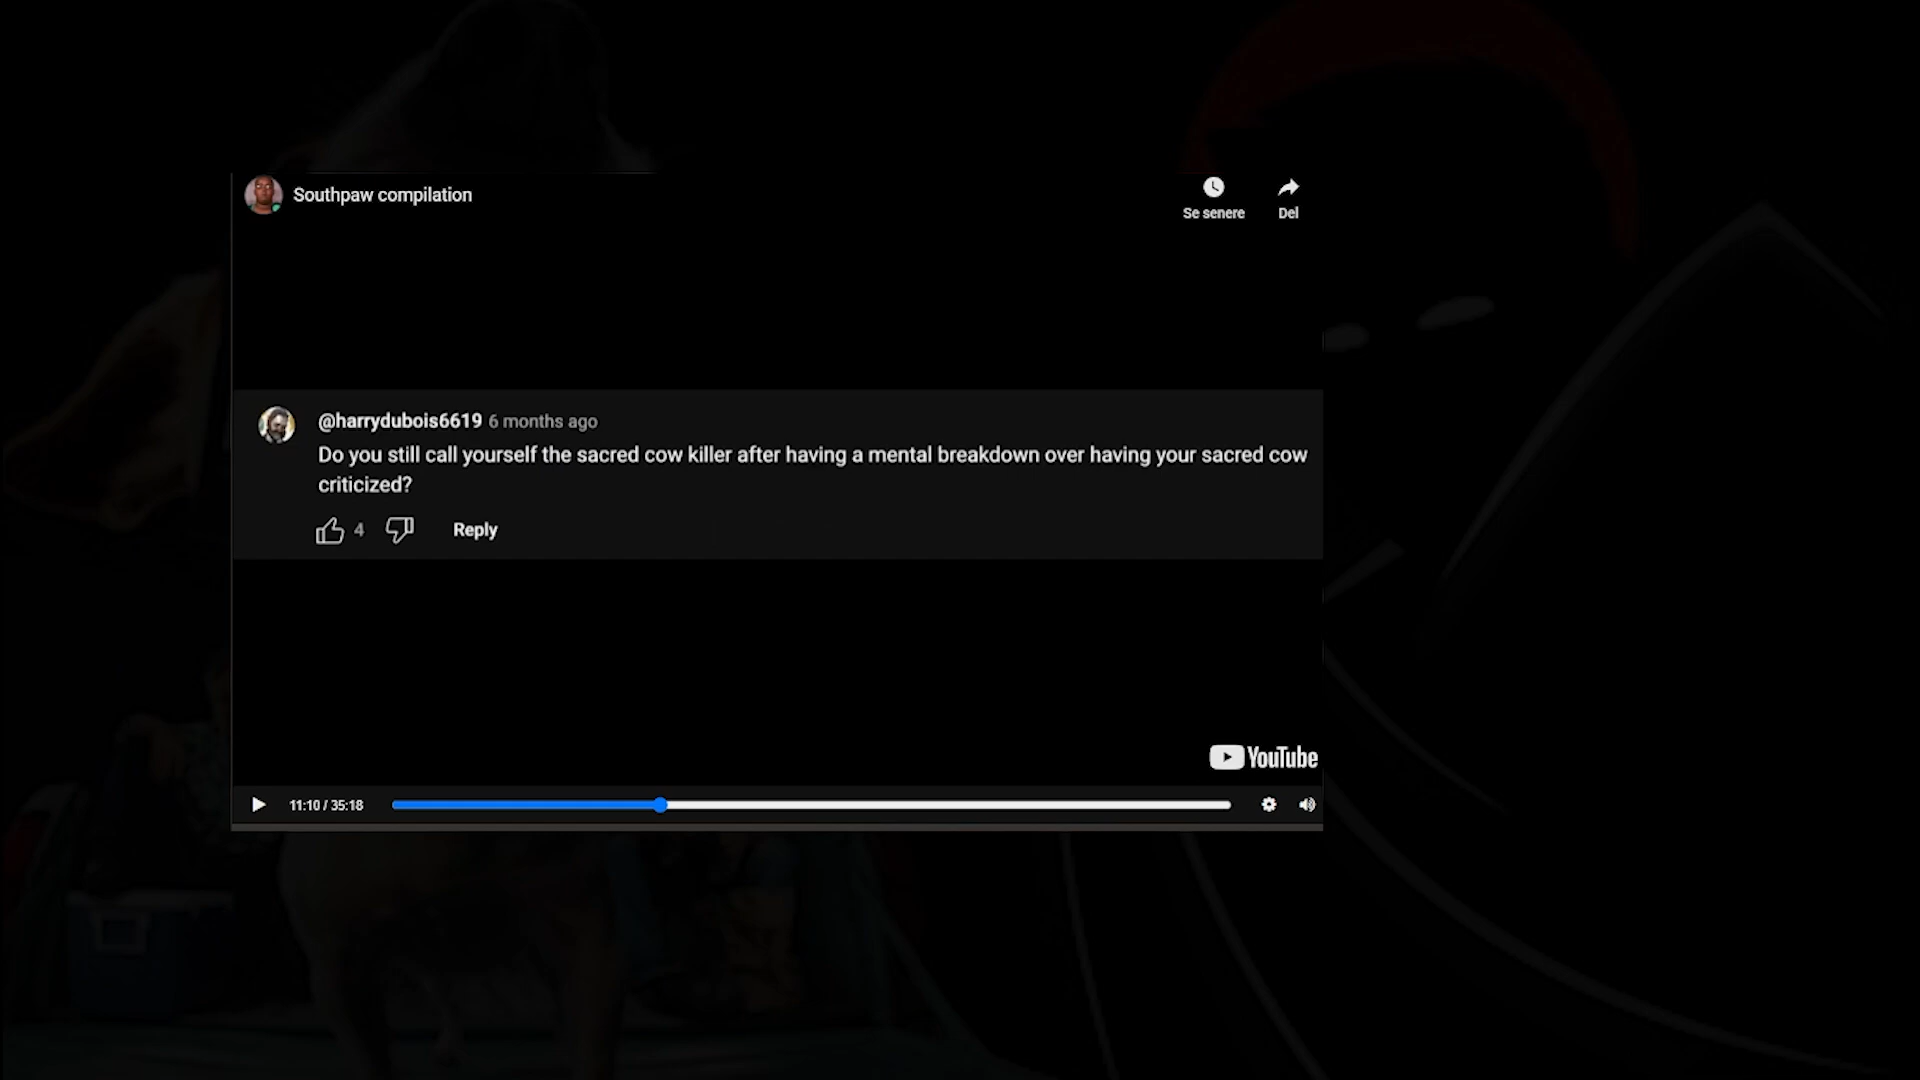 Southpaw compilation
Se senere
Del
@harrydubois6619 6 months ago
Do you still call yourself the sacred cow killer after having a mental breakdown over having your sacred cow
criticized?
4
Reply
YouTube
11:10 / 35:18